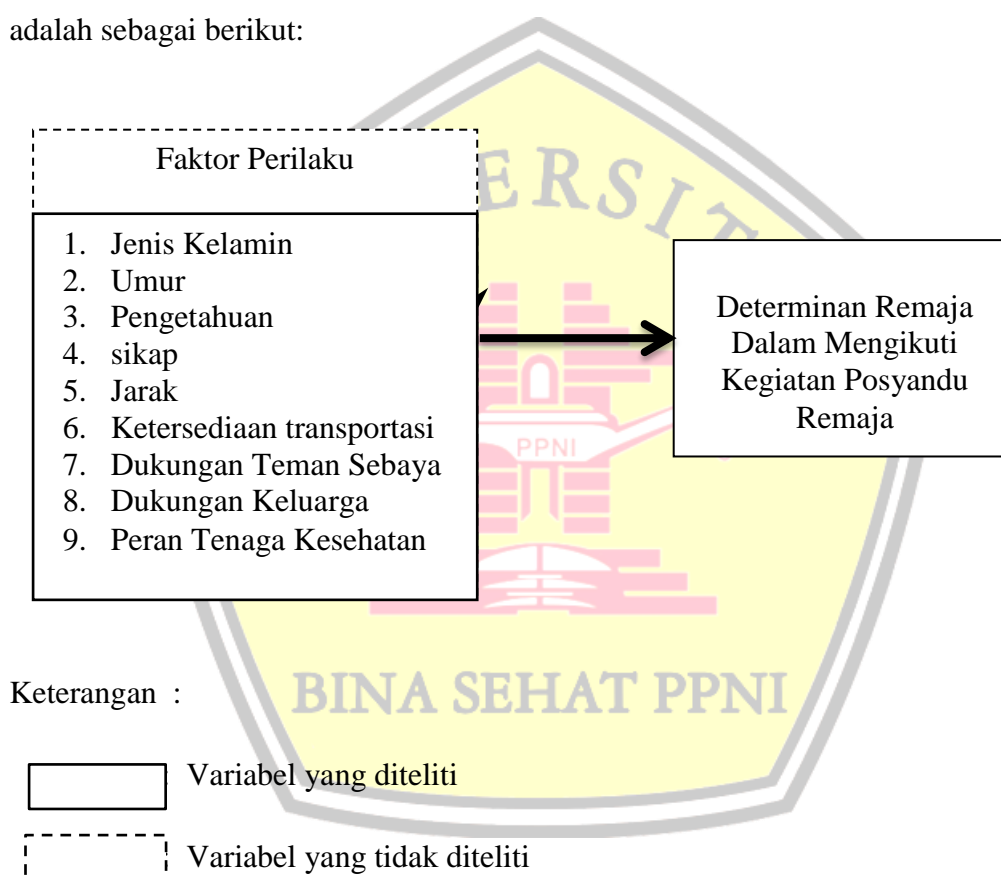 adalah sebagai berikut:
Faktor Perilaku
1. Jenis Kelamin
2. Umur
3. Pengetahuan
4. sikap
5. Jarak
6. Ketersediaan transportasi
7. Dukungan Teman Sebaya
8. Dukungan Keluarga
9. Peran Tenaga Kesehatan
Determinan Remaja
Dalam Mengikuti
Kegiatan Posyandu
Remaja
ERSIT
PPNI
BINA SEHAT PPNI
Keterangan :
Variabel yang diteliti
Variabel yang tidak diteliti